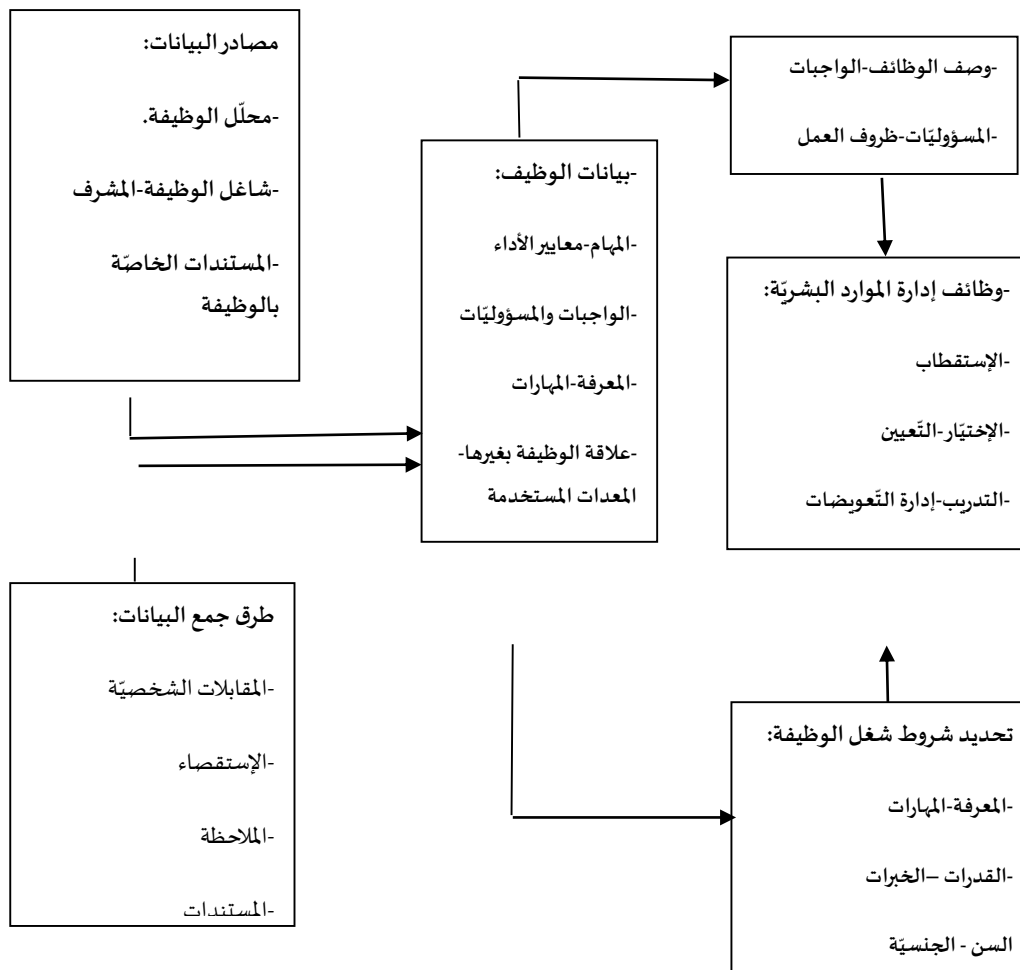 مصادر البيانات:
-محلّل الوظيفة.
-شاغل الوظيفة-المشرف
-المستندات الخاصّة
بالوظيفة
طرق جمع البيانات:
-المقابلات الشخصيّة
-الإستقصاء
-الملاحظة
-المستندات
-بيانات الوظيف:
-المهام-معايير الأداء
-الواجبات والمسؤوليّات
-المعرفة-المهارات
-علاقة الوظيفة بغيرها-
المعدات المستخدمة
-وصف الوظائف-الواجبات
-المسؤوليّات-ظروف العمل
-وظائف إدارة الموارد البشريّة:
-الإستقطاب
-الإختيّار-التّعيين
-التدريب-إدارة التّعويضات
تحديد شروط شغل الوظيفة:
-المعرفة-المهارات
-القدرات –الخبرات
السن - الجنسيّة